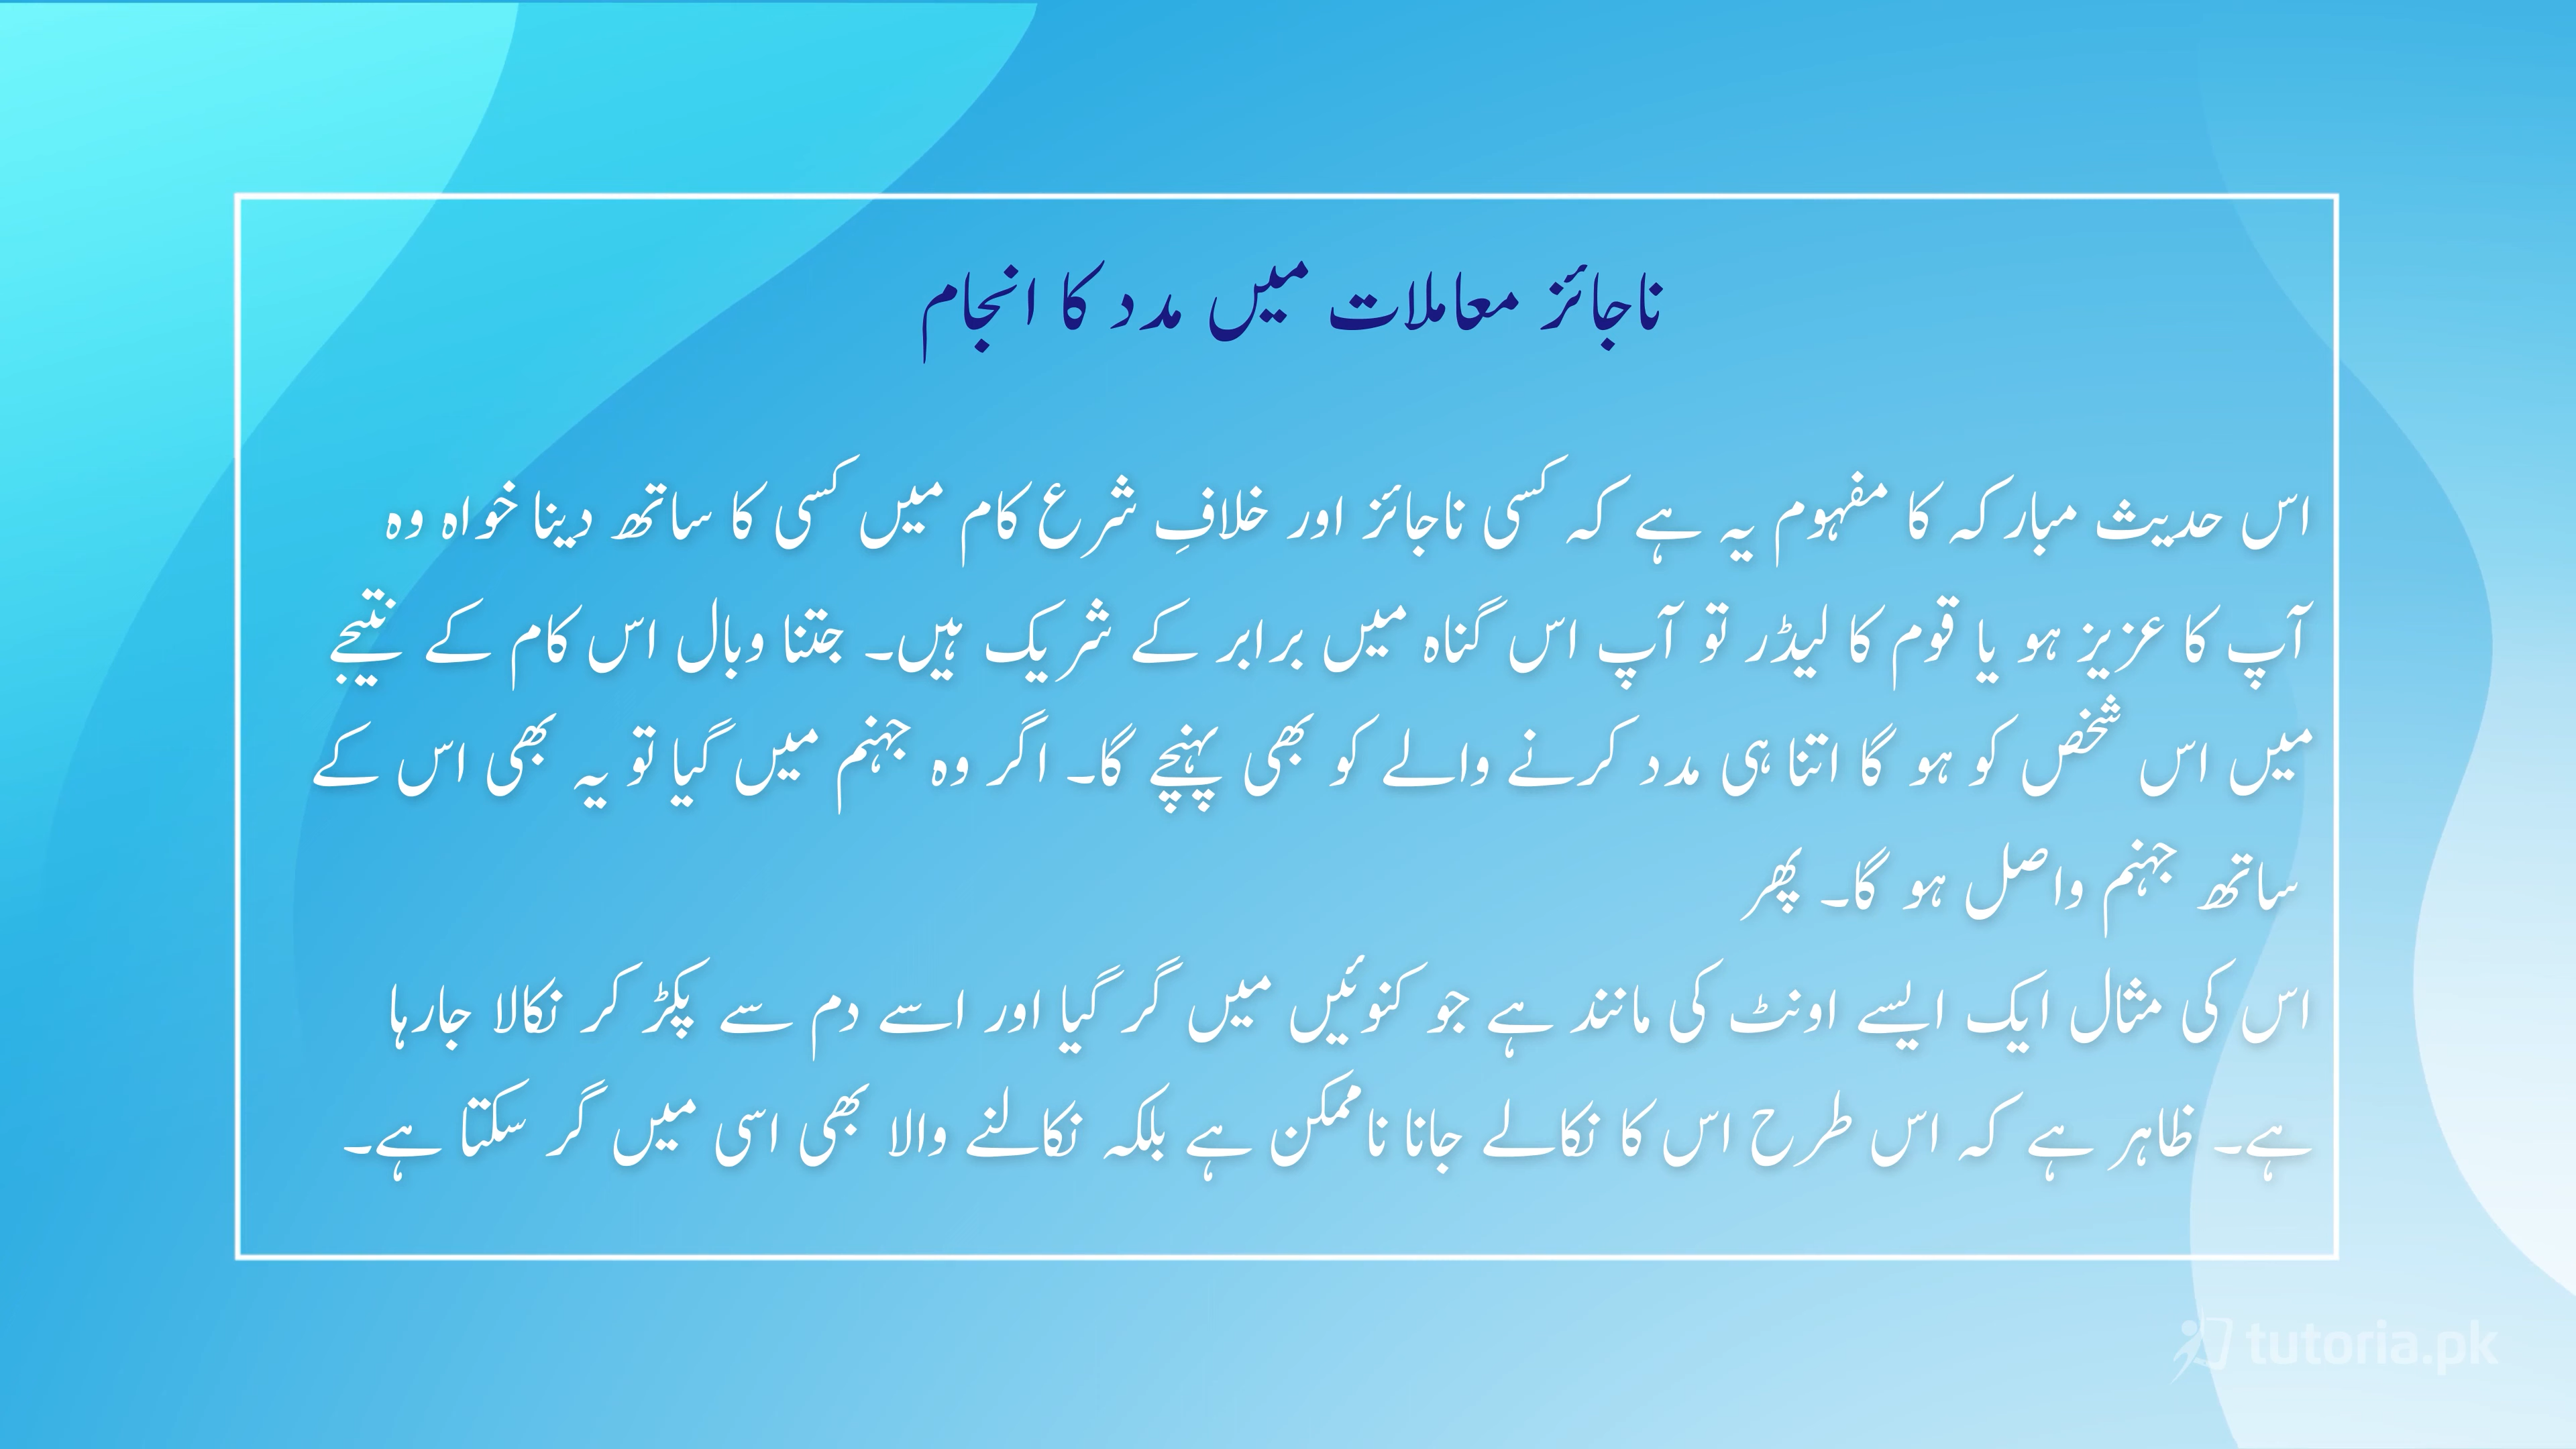 ناجائز معاملات میں مدد کا انجام
اس حدیث مبارکہ کا مفہوم یہ ہے کہ کسی ناجائز اور خلافِ شرع کام میں کسی کا ساتھ دینا خواہ وہ
آپ کا عزیز ہو یا قوم کا لیڈر تو آپ اس گناہ میں برابر کے شریک ہیں۔ جتنا وبال اس کام کے نتیجے
میں اس شخص کو ہو گا اتنا ہی مدد کرنے والے کو بھی پہنچے گا۔ اگر وہ جہنم میں گیا تو یہ بھی اس کے
ساتھ جہنم واصل ہو گا۔ پھر
اس کی مثال ایک ایسے اونٹ کی مانند ہے جو کنوئیں میں گر گیا اور اسے دم سے پکڑ کر نکالا جارہا
ہے۔ ظاہر ہے کہ اس طرح اس کا نکالے جانا ناممکن ہے بلکہ نکالنے والا بھی اسی میں گر سکتا ہے۔
tutoria.pk